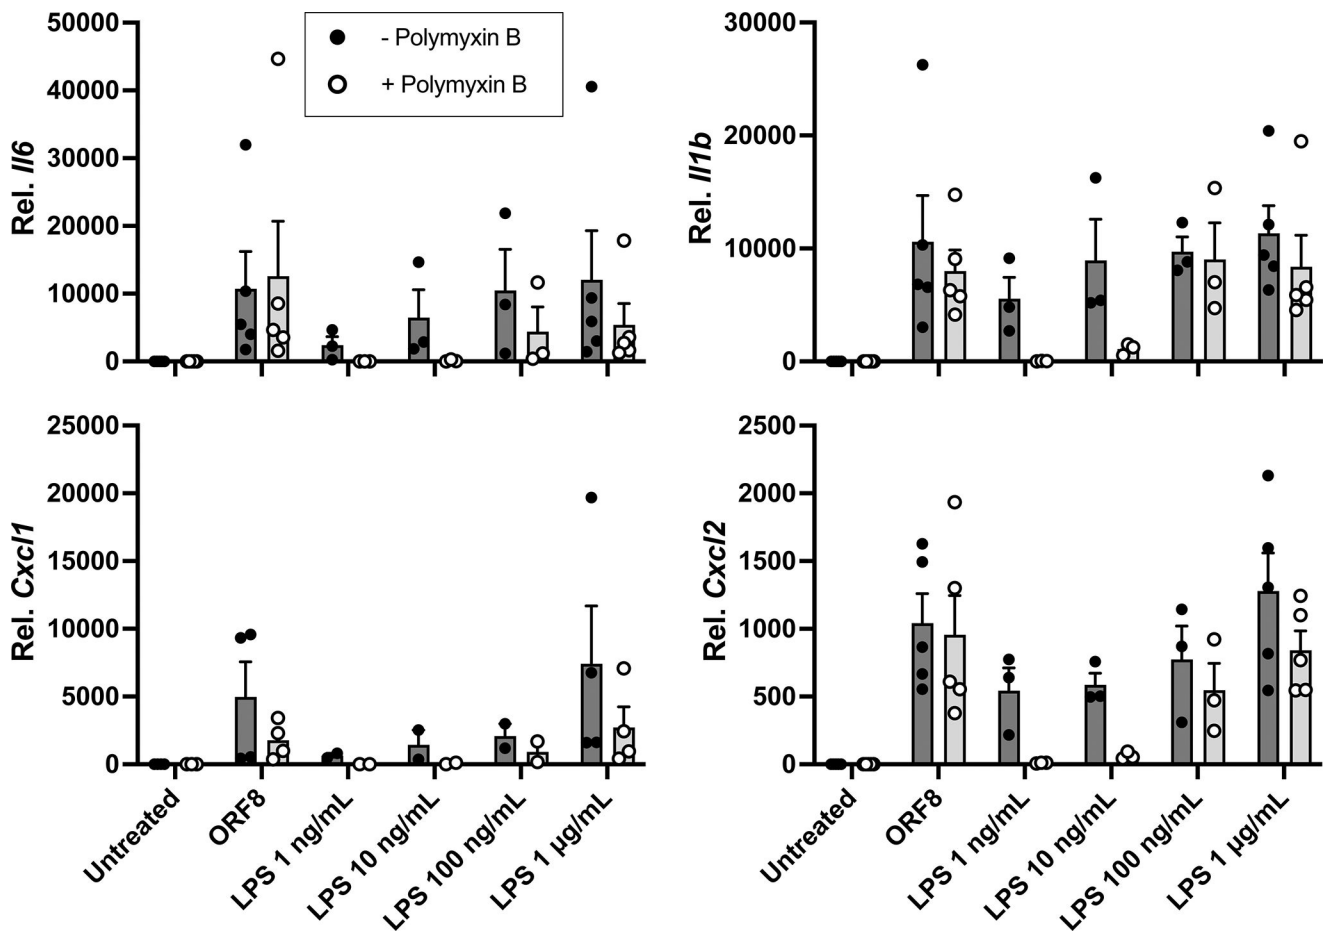 50000
40000
30000
20000
10000
0
Rel. Il6
- Polymyxin B
+ Polymyxin B
30000
20000
10000
0
Rel. Il1b
25000
20000
15000
10000
5000
0
Rel. Cxcl1
Untreated
ORF8
LPS 1 ng/mL
LPS 10 ng/mL
LPS 100 ng/mL
LPS 1 µg/mL
2500
2000
1500
1000
500
0
Rel. Cxcl2
Untreated
ORF8
LPS 1 ng/mL
LPS 10 ng/mL
LPS 100 ng/mL
LPS 1 µg/mL